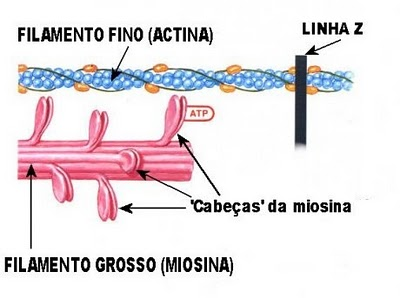 LINHA Z
FILAMENTO FINO (ACTINA)
ATP
'Cabeças' da miosina
FILAMENTO GROSSO (MIOSINA)